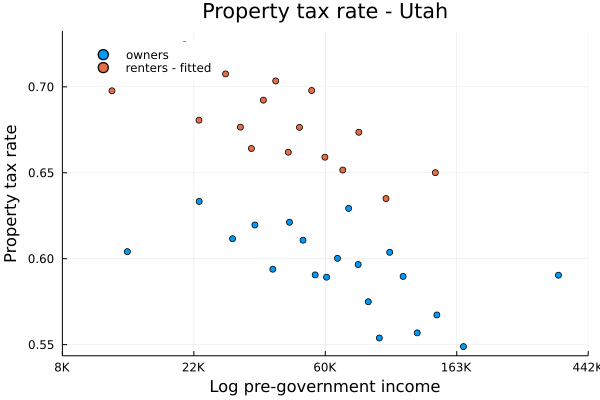 Property tax rate - Utah
owners
renters - fitted
0.70
0.65
0.60
0.55
Property tax rate
8K 22K 60K 163K 442K
Log pre-government income